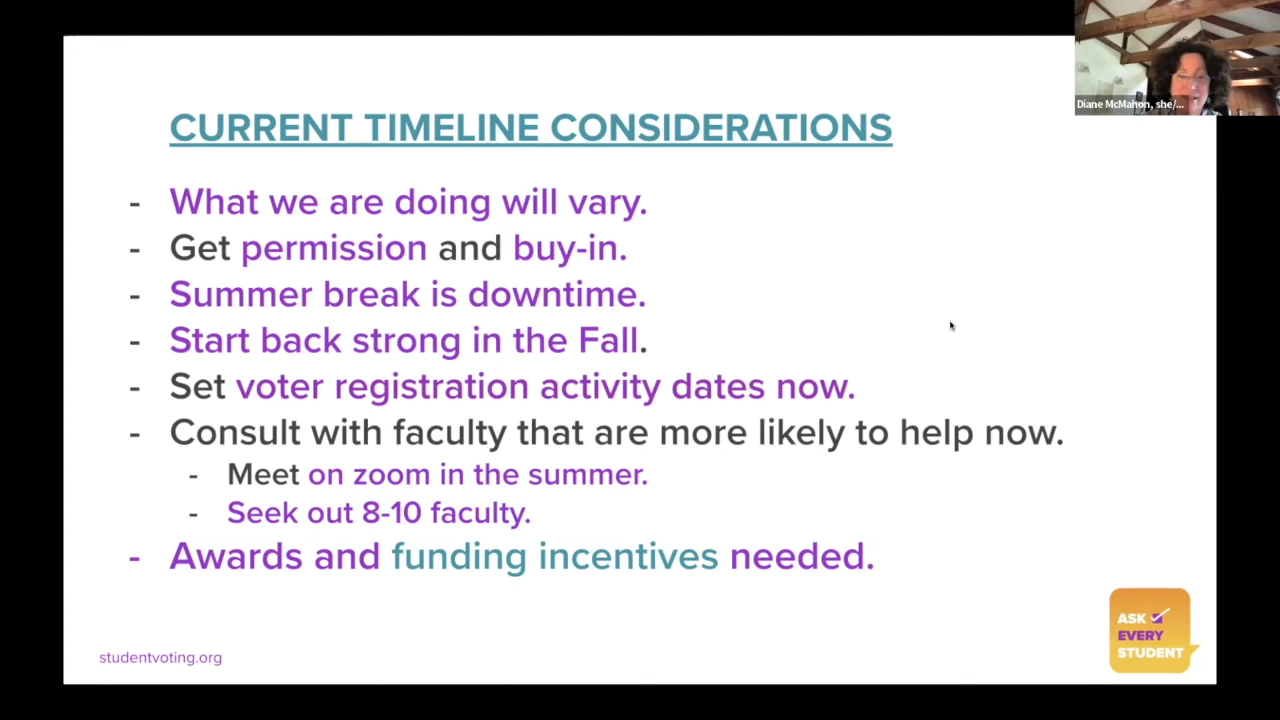 Diane McMahon, she/...
CURRENT TIMELINE CONSIDERATIONS
- What we are doing will vary.
- Get permission and buy-in.
- Summer break is downtime.
- Start back strong in the Fall.
- Set voter registration activity dates now.
- Consult with faculty that are more likely to help now.
- Meet on zoom in the summer.
- Seek out 8-10 faculty.
- Awards and funding incentives needed.
ASK
EVERY
STUDENT
studentvoting.org